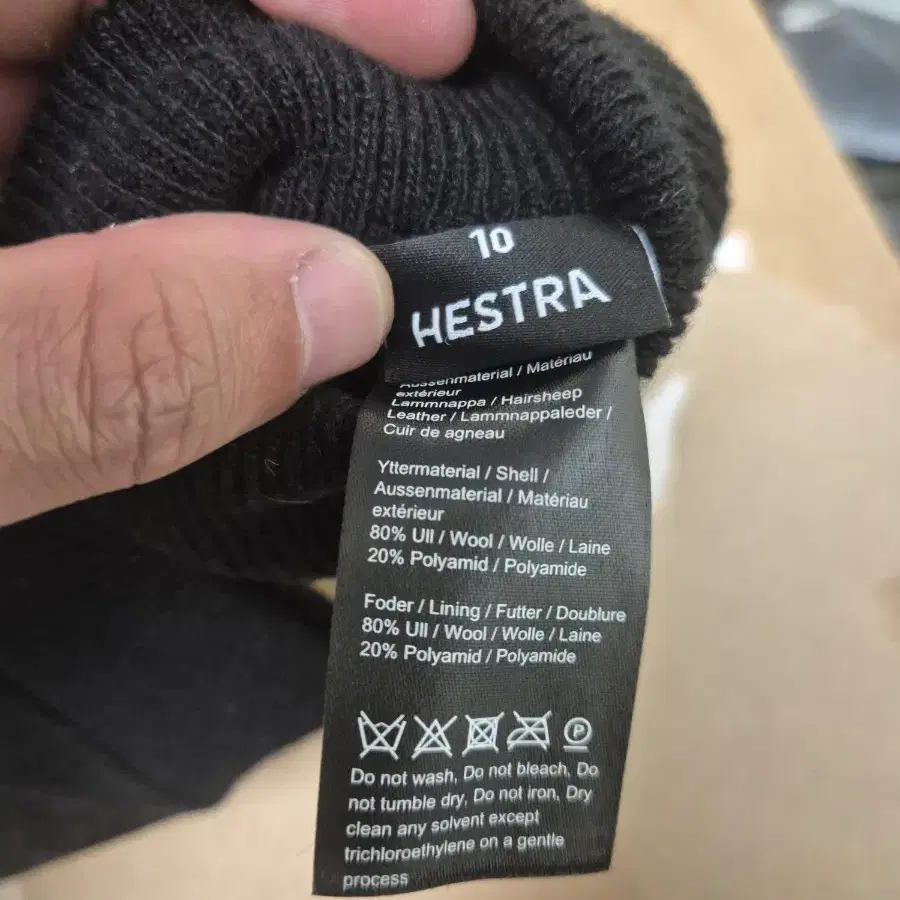 10
HESTRA
Aussenmaterial / Matériau
extérieur
Lammnappa / Hairsheep
Leather / Lammnappaleder /
Cuir de agneau
Yttermaterial / Shell /
Aussenmaterial / Matériau
extérieur
80% Ull / Wool / Wolle / Laine
20% Polyamid / Polyamide
Foder / Lining / Futter / Doublure
80% Ull / Wool / Wolle / Laine
20% Polyamid / Polyamide
P
Do not wash, Do not bleach, Do
not tumble dry, Do not iron, Dry
clean any solvent except
trichloroethylene on a gentle
process